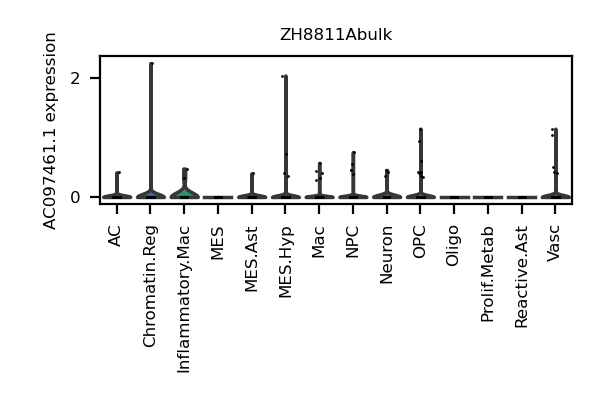 ZH8811Abulk
AC097461.1 expression
2
0
AC
Chromatin.Reg
Inflammatory.Mac
MES
MES.Ast
MES.Hyp
Mac
NPC
Neuron
OPC
Oligo
Prolif.Metab
Reactive.Ast
Vasc